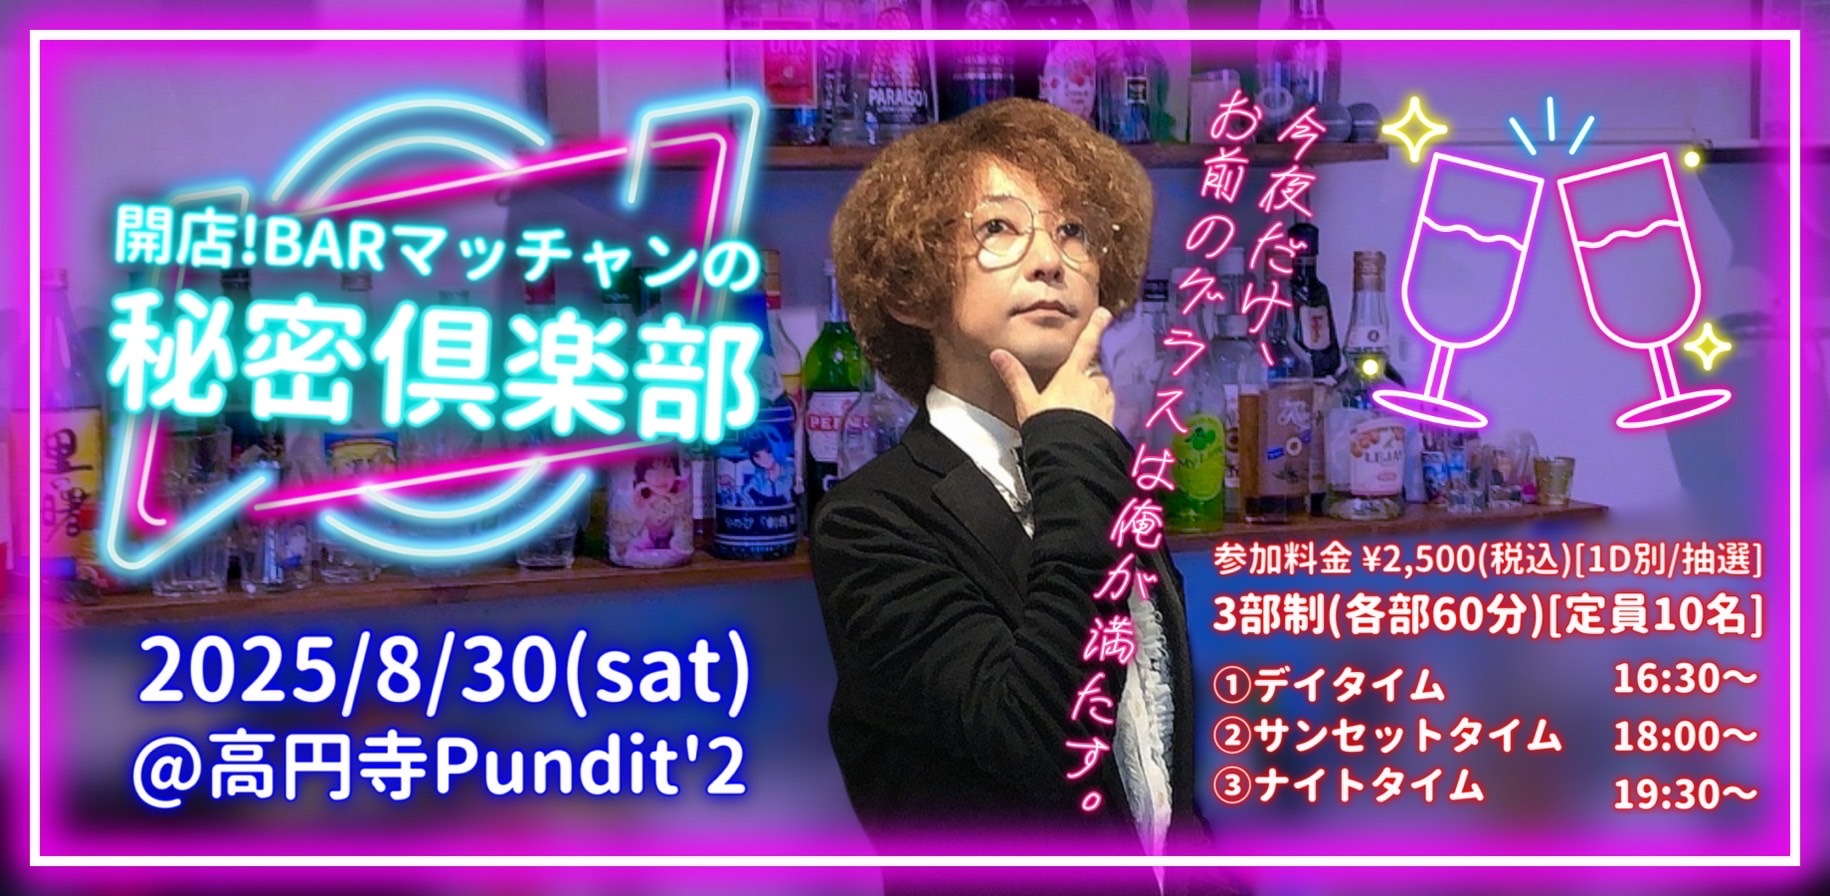 開店!BARマッチャンの
秘密倶楽部
2025/8/30(sat)
@高円寺Pundit'2
今夜だけ、
お前のグラスは俺が満たす。
参加料金 ¥2,500(税込)[1D別/抽選]
3部制(各部60分)[定員10名]
①デイタイム 16:30〜
②サンセットタイム 18:00〜
③ナイトタイム 19:30〜
PARAISO